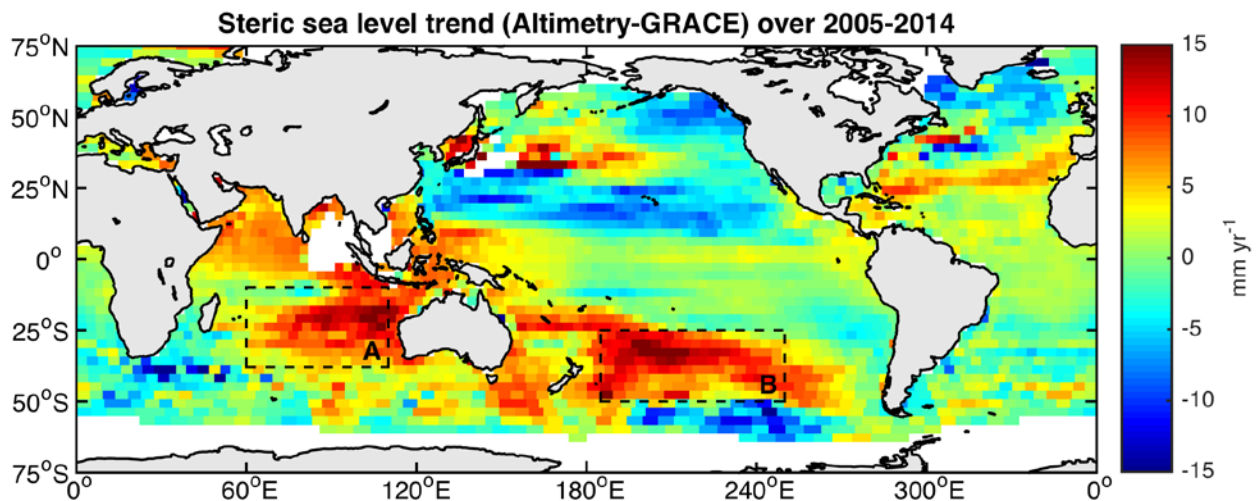 Steric sea level trend (Altimetry-GRACE) over 2005-2014
75°N
50°N
25°N
0°
25°S
50°S
75°S
0°
60°E
120°E
180°E
240°E
300°E
0°
A
B
15
10
5
0
-5
-10
-15
mm yr⁻¹